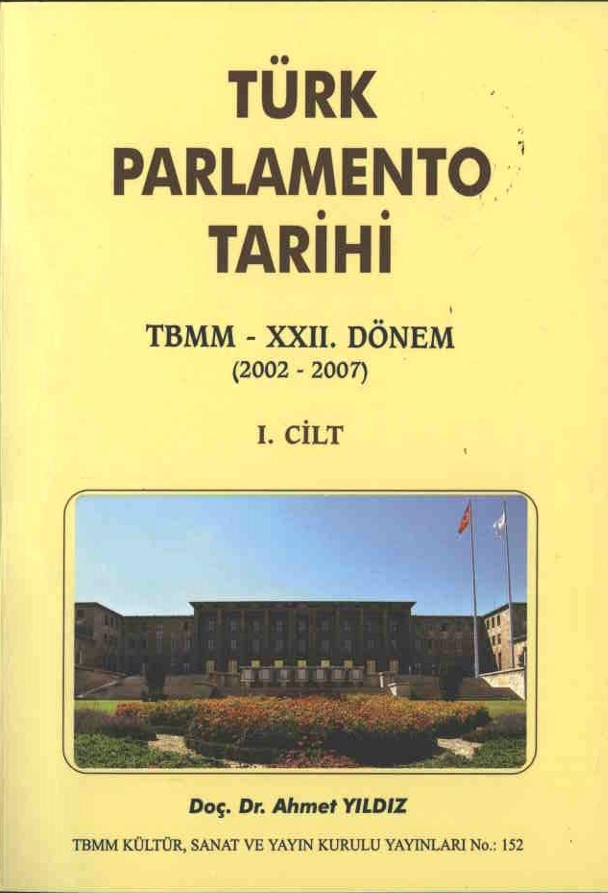 TÜRK
PARLAMENTO
TARİHİ
TBMM - XXII. DÖNEM
(2002 - 2007)
I. CİLT
Doç. Dr. Ahmet YILDIZ
TBMM KÜLTÜR, SANAT VE YAYIN KURULU YAYINLARI No.: 152